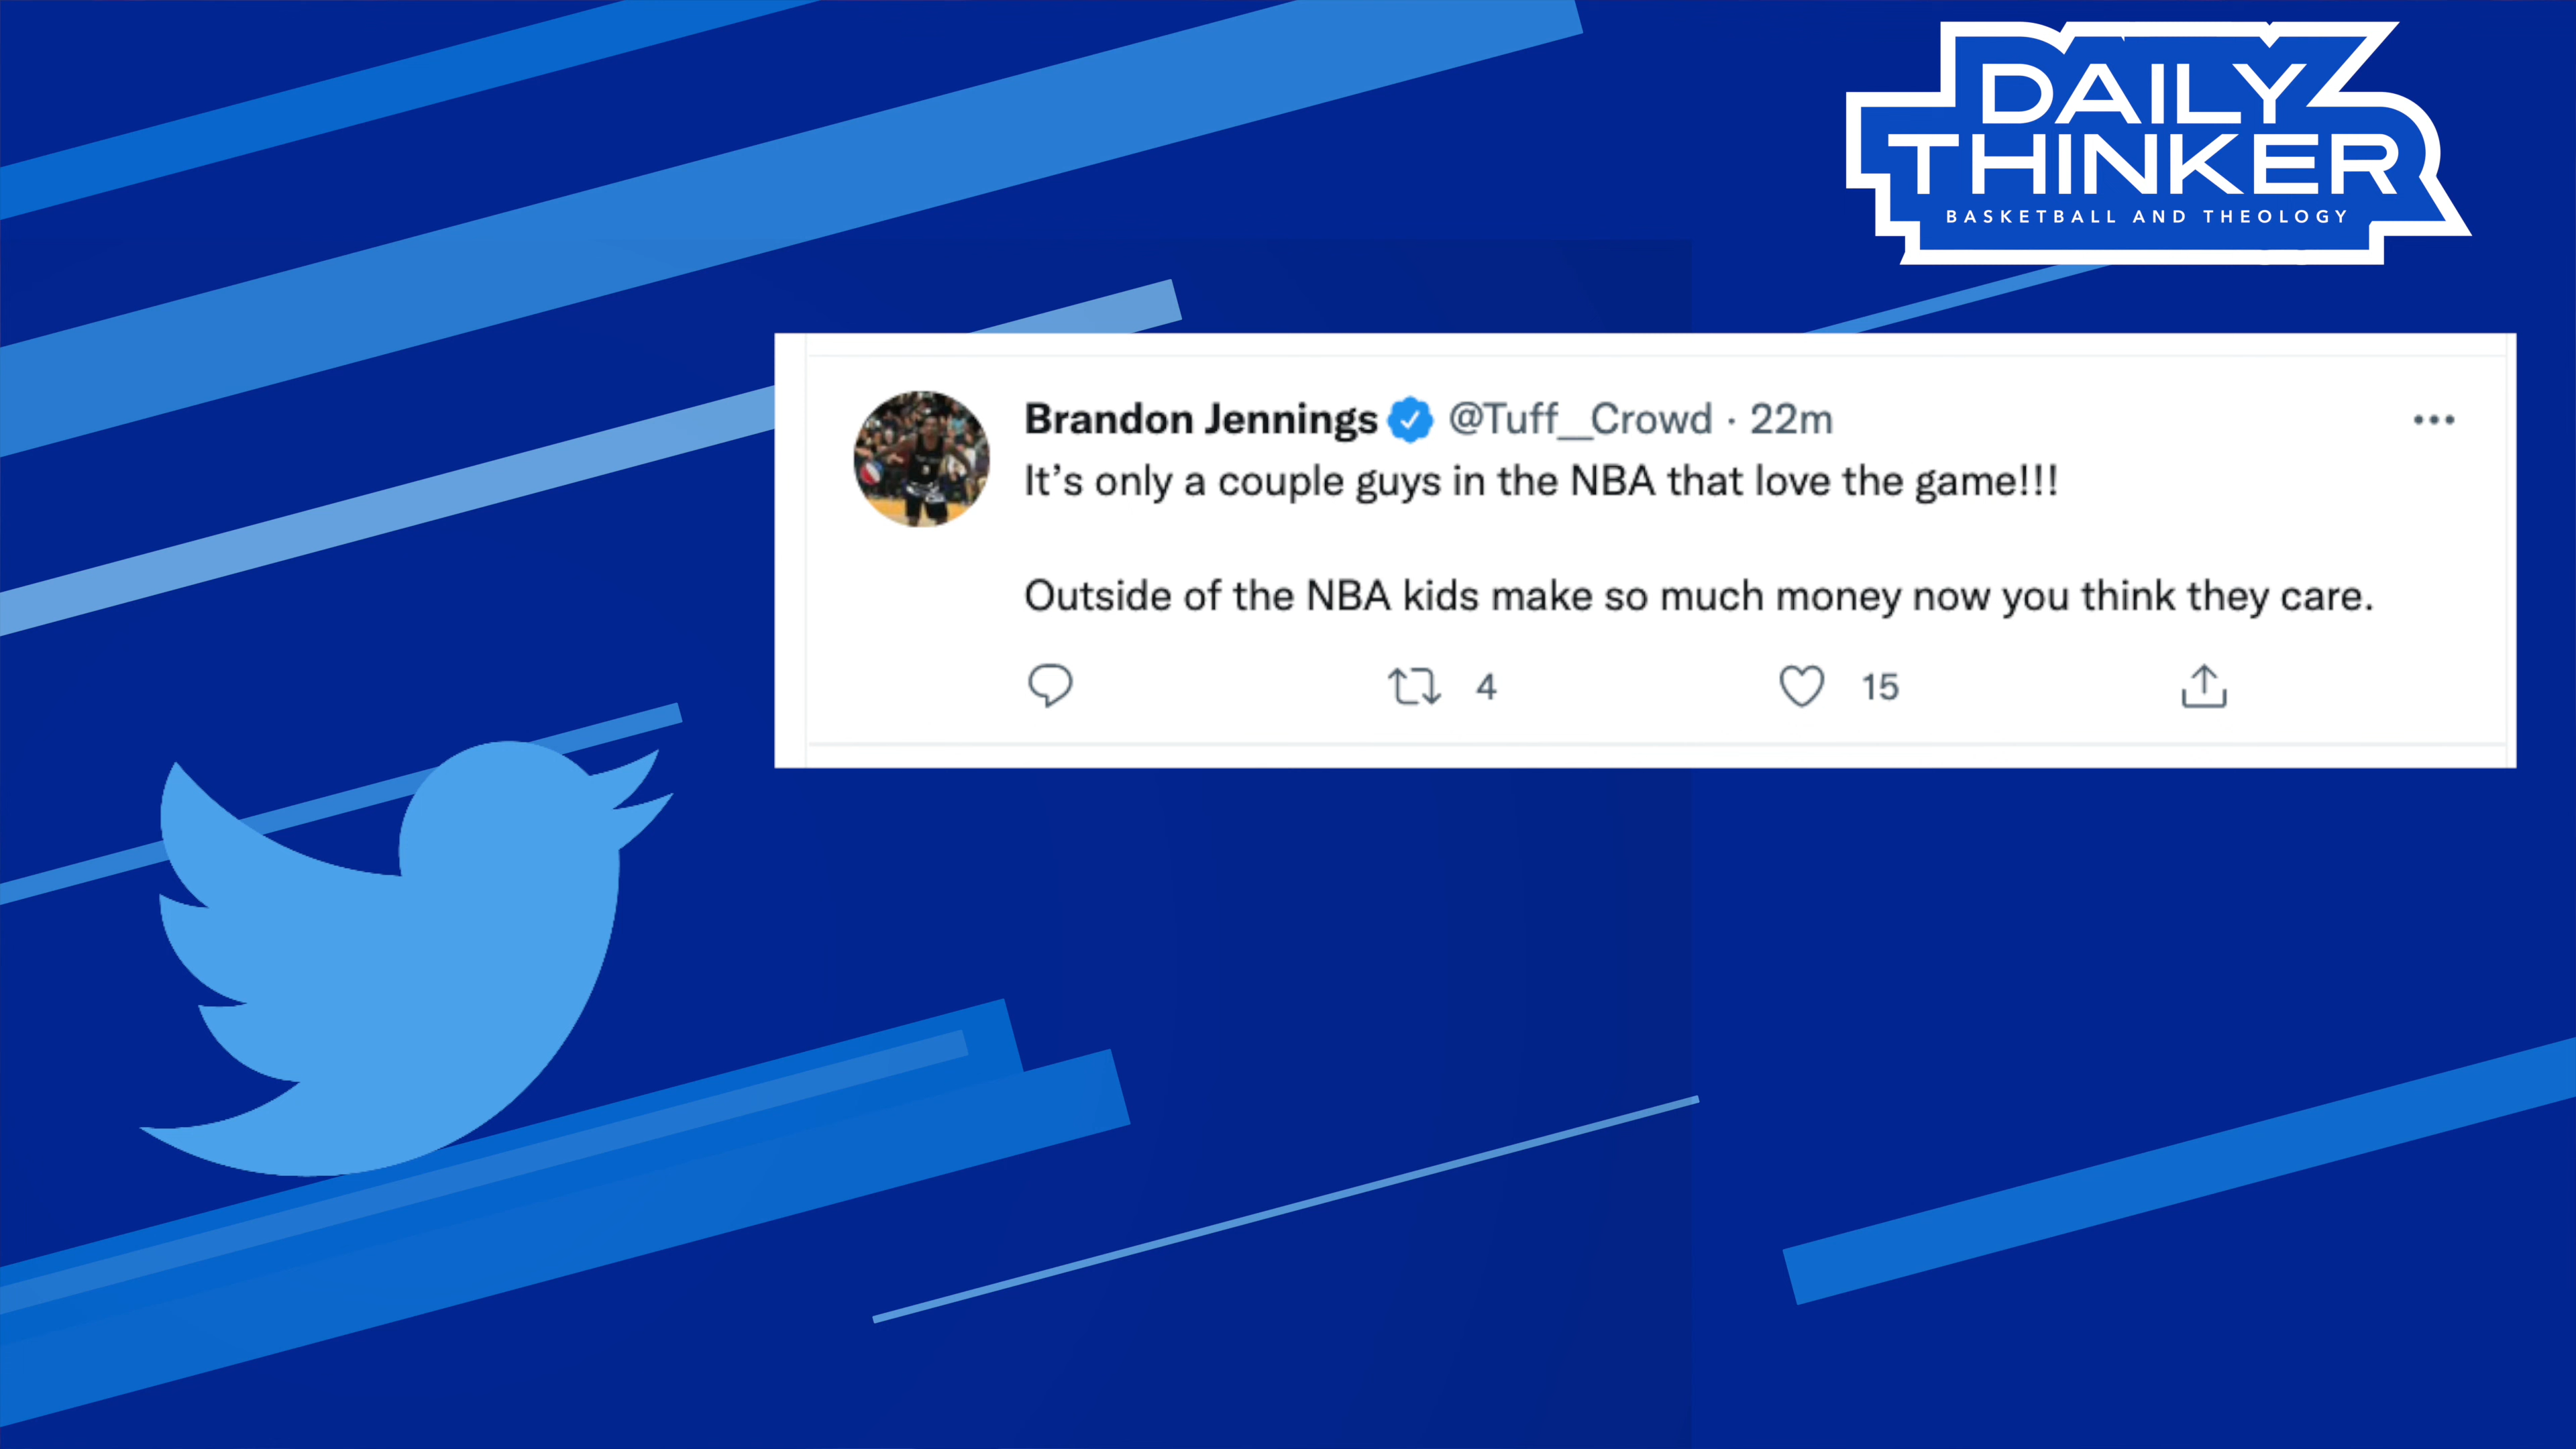 DAILY
THINKER
BASKETBALL AND THEOLOGY
Brandon Jennings @Tuff__Crowd · 22m
It’s only a couple guys in the NBA that love the game!!!
Outside of the NBA kids make so much money now you think they care.
4 15